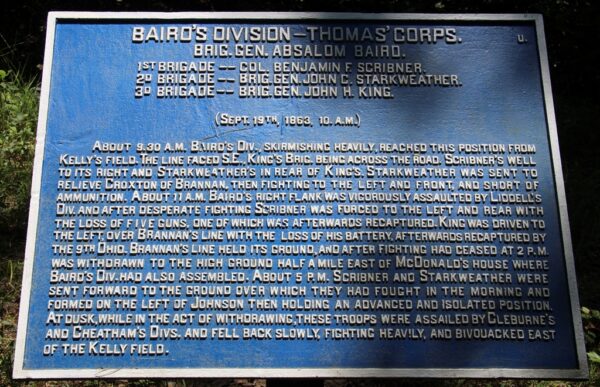 BAIRD'S DIVISION — THOMAS' CORPS.
U.
BRIG. GEN. ABSALOM BAIRD.
1ST BRIGADE -- COL. BENJAMIN F. SCRIBNER.
2D BRIGADE -- BRIG. GEN. JOHN C. STARKWEATHER.
3D BRIGADE -- BRIG. GEN. JOHN H. KING.
(SEPT. 19TH, 1863, 10. A.M.)
ABOUT 9.30 A.M. BAIRD'S DIV., SKIRMISHING HEAVILY, REACHED THIS POSITION FROM
KELLY'S FIELD. THE LINE FACED S.E., KING'S BRIG. BEING ACROSS THE ROAD. SCRIBNER'S WELL
TO ITS RIGHT AND STARKWEATHER'S IN REAR OF KING'S. STARKWEATHER WAS SENT TO
RELIEVE CROXTON OF BRANNAN, THEN FIGHTING TO THE LEFT AND FRONT, AND SHORT OF
AMMUNITION. ABOUT 11 A.M. BAIRD'S RIGHT FLANK WAS VIGOROUSLY ASSAULTED BY LIDDELL'S
DIV. AND AFTER DESPERATE FIGHTING SCRIBNER WAS FORCED TO THE LEFT AND REAR WITH
THE LOSS OF FIVE GUNS, ONE OF WHICH WAS AFTERWARDS RECAPTURED. KING WAS DRIVEN TO
THE LEFT OVER BRANNAN'S LINE WITH THE LOSS OF HIS BATTERY, AFTERWARDS RECAPTURED BY
THE 9TH OHIO. BRANNAN'S LINE HELD ITS GROUND, AND AFTER FIGHTING HAD CEASED AT 2 P.M.
WAS WITHDRAWN TO THE HIGH GROUND HALF A MILE EAST OF MCDONALD'S HOUSE WHERE
BAIRD'S DIV. HAD ALSO ASSEMBLED. ABOUT 5 P.M. SCRIBNER AND STARKWEATHER WERE
SENT FORWARD TO THE GROUND OVER WHICH THEY HAD FOUGHT IN THE MORNING AND
FORMED ON THE LEFT OF JOHNSON THEN HOLDING AN ADVANCED AND ISOLATED POSITION.
AT DUSK, WHILE IN THE ACT OF WITHDRAWING, THESE TROOPS WERE ASSAILED BY CLEBURNE'S
AND CHEATHAM'S DIVS. AND FELL BACK SLOWLY, FIGHTING HEAVILY, AND BIVOUACKED EAST
OF THE KELLY FIELD.